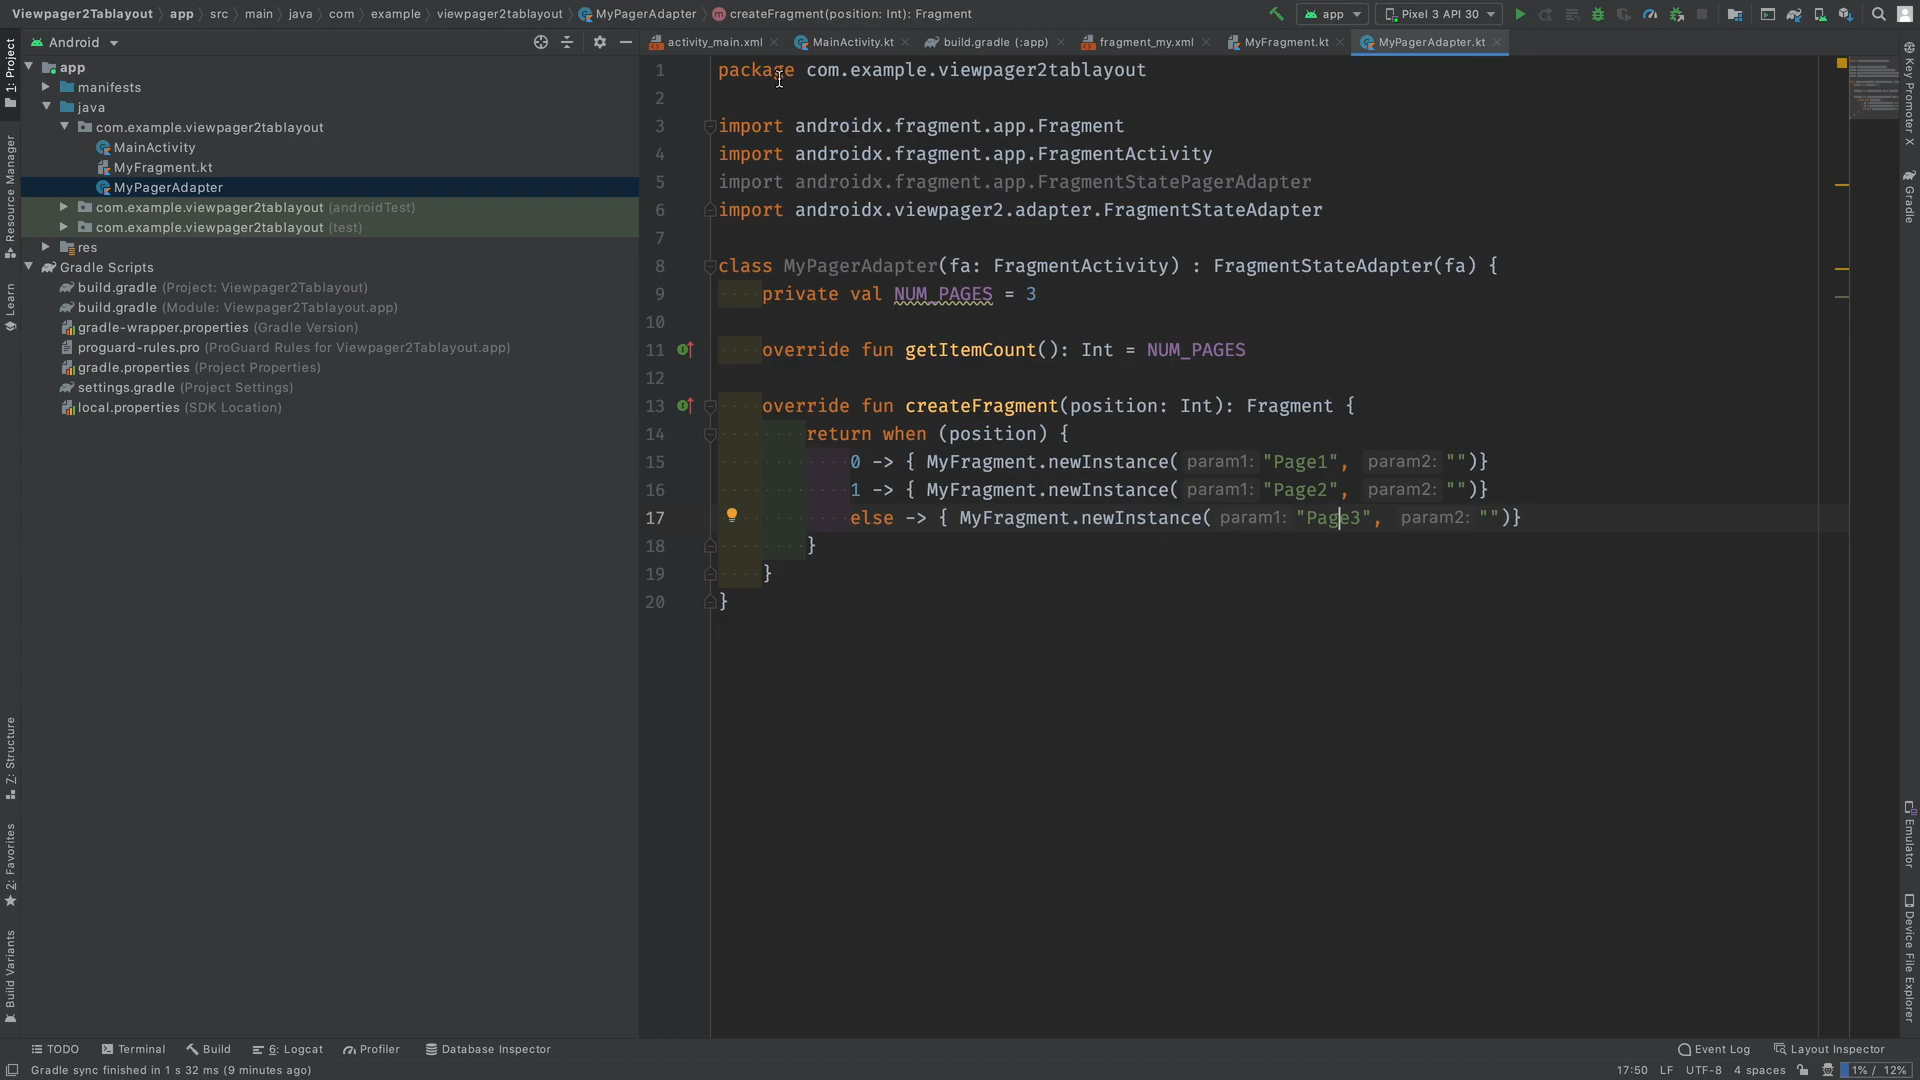 Viewpager2Tablayout app src main java com example viewpager2tablayout MyPagerAdapter createFragment(position: Int): Fragment
app Pixel 3 API 30
Android
activity_main.xml MainActivity.kt build.gradle (:app) fragment_my.xml MyFragment.kt MyPagerAdapter.kt
app
manifests
java
com.example.viewpager2tablayout
MainActivity
MyFragment.kt
MyPagerAdapter
com.example.viewpager2tablayout (androidTest)
com.example.viewpager2tablayout (test)
res
Gradle Scripts
build.gradle (Project: Viewpager2Tablayout)
build.gradle (Module: Viewpager2Tablayout.app)
gradle-wrapper.properties (Gradle Version)
proguard-rules.pro (ProGuard Rules for Viewpager2Tablayout.app)
gradle.properties (Project Properties)
settings.gradle (Project Settings)
local.properties (SDK Location)
1: Project
Resource Manager
Learn
Z: Structure
2: Favorites
Build Variants
1 package com.example.viewpager2tablayout
2
3 import androidx.fragment.app.Fragment
4 import androidx.fragment.app.FragmentActivity
5 import androidx.fragment.app.FragmentStatePagerAdapter
6 import androidx.viewpager2.adapter.FragmentStateAdapter
7
8 class MyPagerAdapter(fa: FragmentActivity) : FragmentStateAdapter(fa) {
9 private val NUM_PAGES = 3
10
11 override fun getItemCount(): Int = NUM_PAGES
12
13 override fun createFragment(position: Int): Fragment {
14 return when (position) {
15 0 -> { MyFragment.newInstance( param1: "Page1", param2: "")}
16 1 -> { MyFragment.newInstance( param1: "Page2", param2: "")}
17 else -> { MyFragment.newInstance( param1: "Page3", param2: "")}
18 }
19 }
20 }
Key Promoter X
Gradle
Emulator
Device File Explorer
TODO Terminal Build 6: Logcat Profiler Database Inspector Event Log Layout Inspector
Gradle sync finished in 1 s 32 ms (9 minutes ago) 17:50 LF UTF-8 4 spaces 1% / 12%